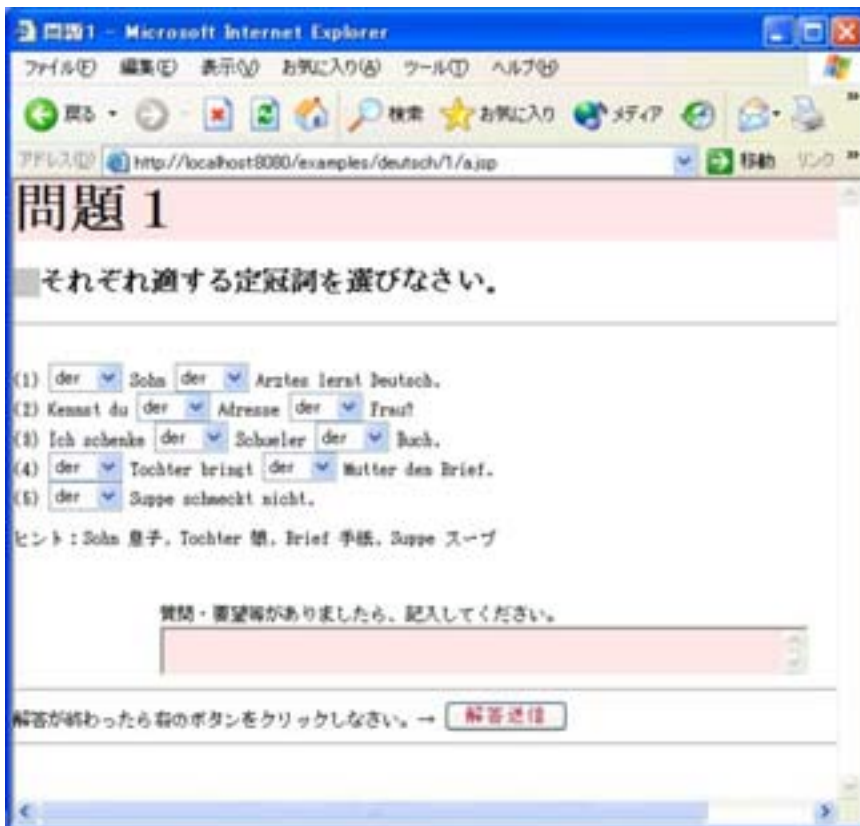 問題1 - Microsoft Internet Explorer
ファイル(F) 編集(E) 表示(V) お気に入り(A) ツール(T) ヘルプ(H)
戻る 検索 お気に入り メディア
アドレス(D) http://localhost:8080/examples/deutsch/1/a.jsp 移動 リンク
問題 1
それぞれ適する定冠詞を選びなさい。
(1) der Sohn der Arztes lernt Deutsch.
(2) Kennst du der Adresse der Frau?
(3) Ich schenke der Schueler der Buch.
(4) der Tochter bringt der Mutter den Brief.
(5) der Suppe schmeckt nicht.
ヒント:Sohn 息子, Tochter 娘, Brief 手紙, Suppe スープ
質問・要望等がありましたら、記入してください。
解答が終わったら右のボタンをクリックしなさい。→ 解答送信